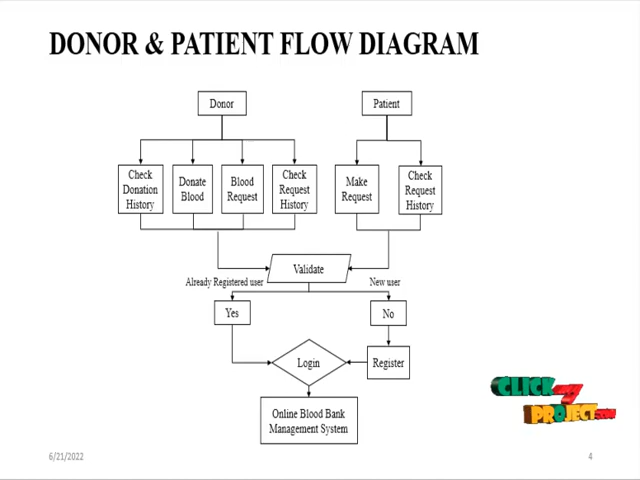 DONOR & PATIENT FLOW DIAGRAM
Donor
Patient
Check
Donation
History
Donate
Blood
Blood
Request
Check
Request
History
Make
Request
Check
Request
History
Validate
Already Registered user
New user
Yes
No
Login
Register
Online Blood Bank
Management System
CLICK
PROJECT.com
6/21/2022
4